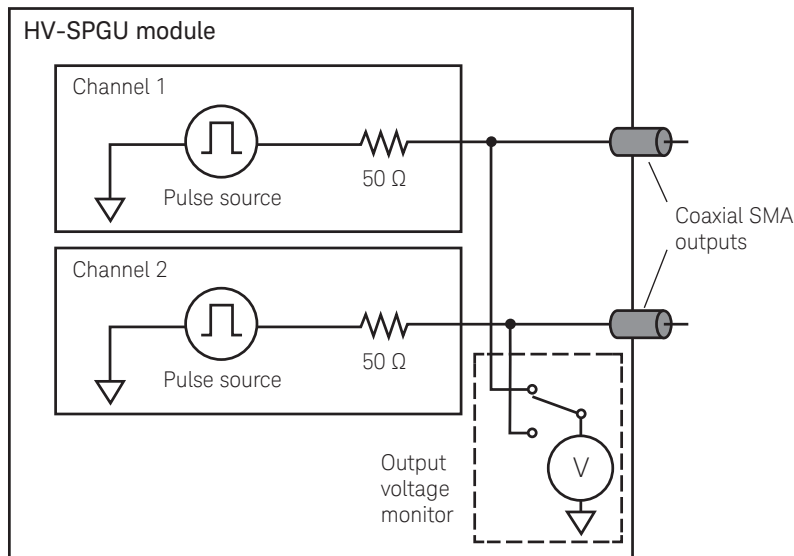 HV-SPGU module
Channel 1
Pulse source
50 Ω
Coaxial SMA
outputs
Channel 2
Pulse source
50 Ω
Output
voltage
monitor
V